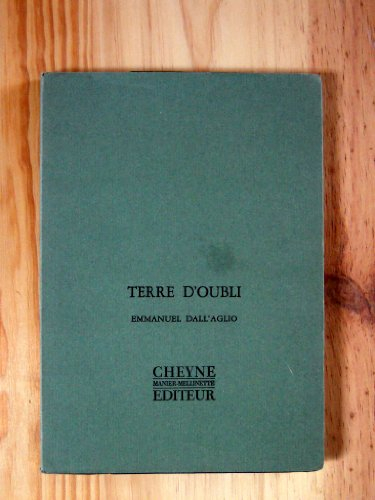 TERRE D'OUBLI
EMMANUEL DALL'AGLIO
CHEYNE
MANIER-MELLINETTE
EDITEUR